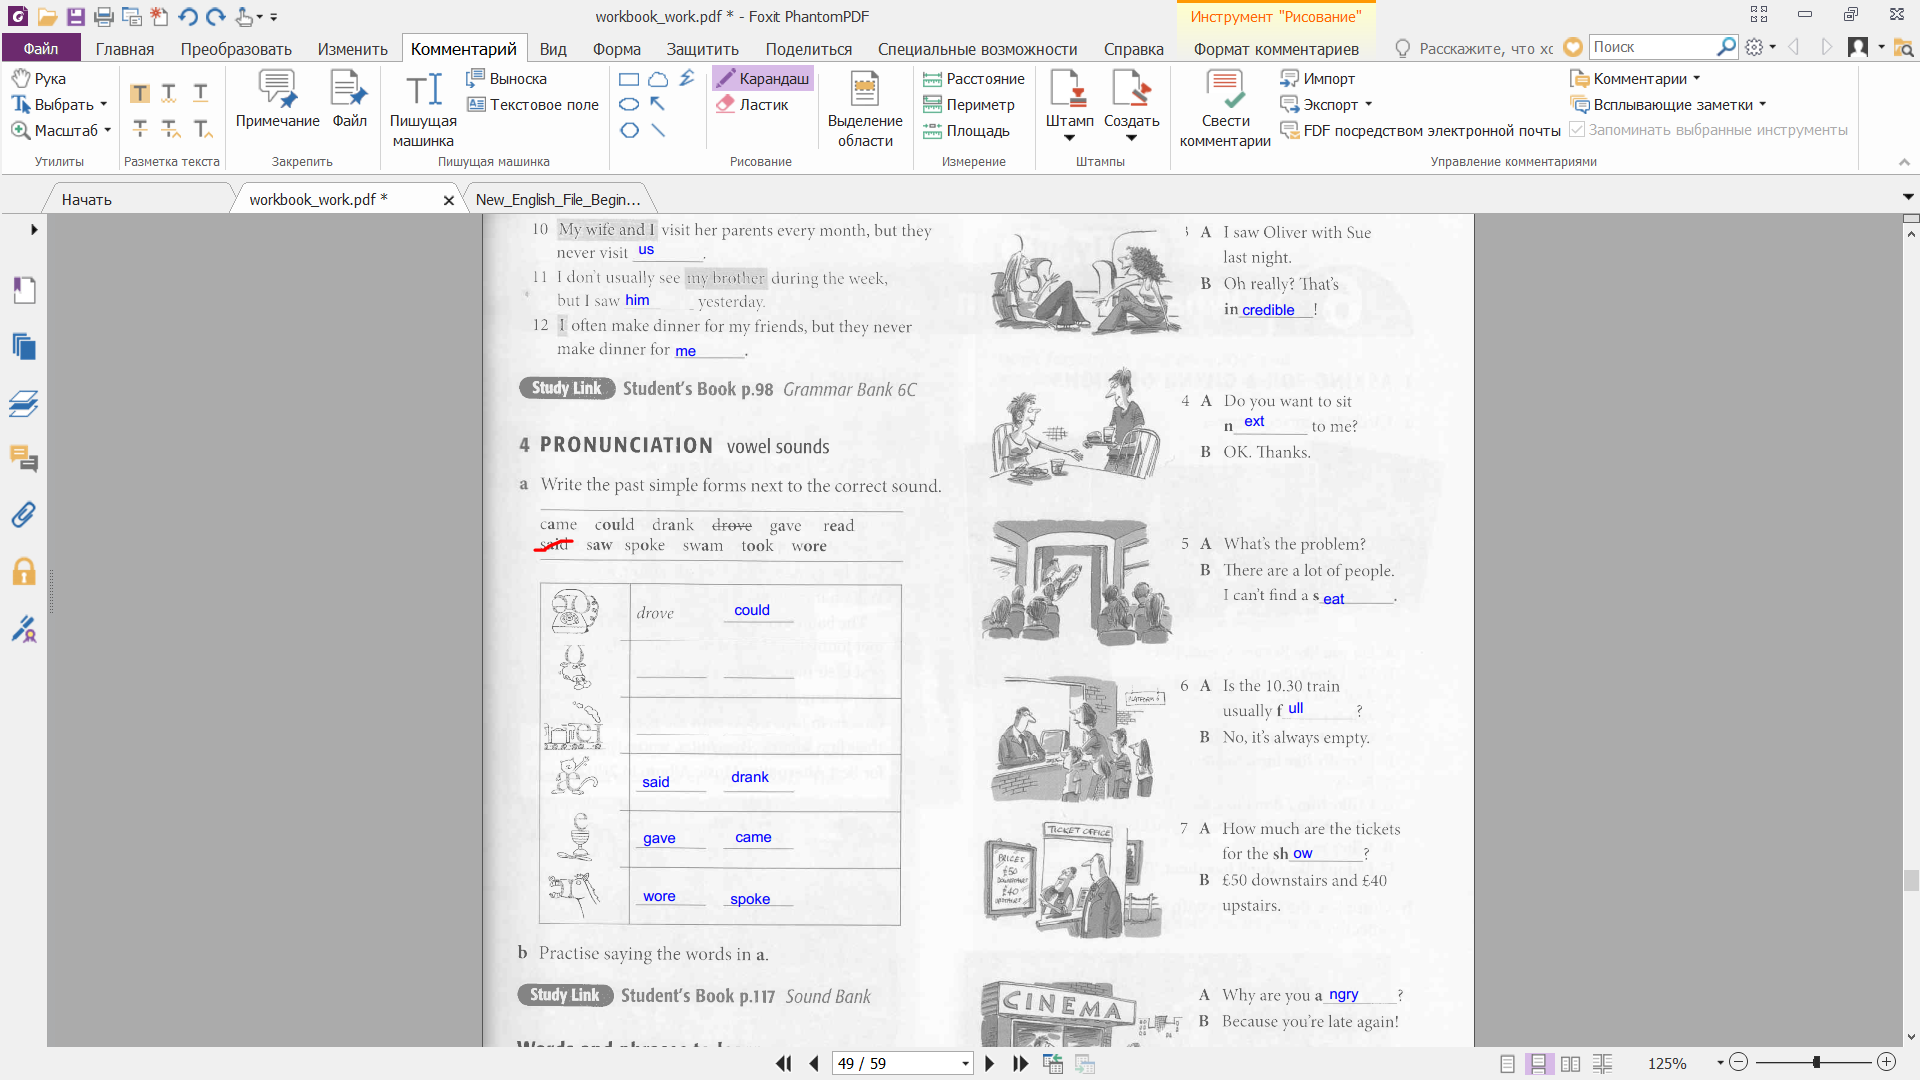 workbook_work.pdf * - Foxit PhantomPDF
Инструмент "Рисование"
Файл
Главная
Преобразовать
Изменить
Комментарий
Вид
Форма
Защитить
Поделиться
Специальные возможности
Справка
Формат комментариев
Расскажите, что хс
Поиск
Рука
Выбрать
Масштаб
Утилиты
Разметка текста
Примечание
Файл
Закрепить
Пишущая машинка
Выноска
Текстовое поле
Пишущая машинка
Карандаш
Ластик
Рисование
Выделение области
Расстояние
Периметр
Площадь
Измерение
Штамп
Создать
Штампы
Свести комментарии
Импорт
Экспорт
FDF посредством электронной почты
Комментарии
Всплывающие заметки
Запоминать выбранные инструменты
Управление комментариями
Начать
workbook_work.pdf *
New_English_File_Begin...
10 My wife and I visit her parents every month, but they
never visit us.
11 I don't usually see my brother during the week,
but I saw him yesterday.
12 I often make dinner for my friends, but they never
make dinner for me.
Study Link Student's Book p.98 Grammar Bank 6C
4 PRONUNCIATION vowel sounds
a Write the past simple forms next to the correct sound.
came could drank drove gave read
said saw spoke swam took wore
drove could
said drank
gave came
wore spoke
b Practise saying the words in a.
Study Link Student's Book p.117 Sound Bank
A I saw Oliver with Sue
last night.
B Oh really? That's
incredible!
4 A Do you want to sit
next to me?
B OK. Thanks.
5 A What's the problem?
B There are a lot of people.
I can't find a seat.
6 A Is the 10.30 train
usually full ?
B No, it's always empty.
TICKET OFFICE
PRICES
£50
£40
7 A How much are the tickets
for the show?
B £50 downstairs and £40
upstairs.
CINEMA
A Why are you angry ?
B Because you're late again!
49 / 59
125%